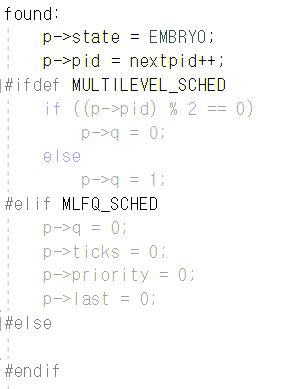 found:
    p->state = EMBRYO;
    p->pid = nextpid++;
#ifdef MULTILEVEL_SCHED
    if ((p->pid) % 2 == 0)
        p->q = 0;
    else
        p->q = 1;
#elif MLFQ_SCHED
    p->q = 0;
    p->ticks = 0;
    p->priority = 0;
    p->last = 0;
#else
#endif